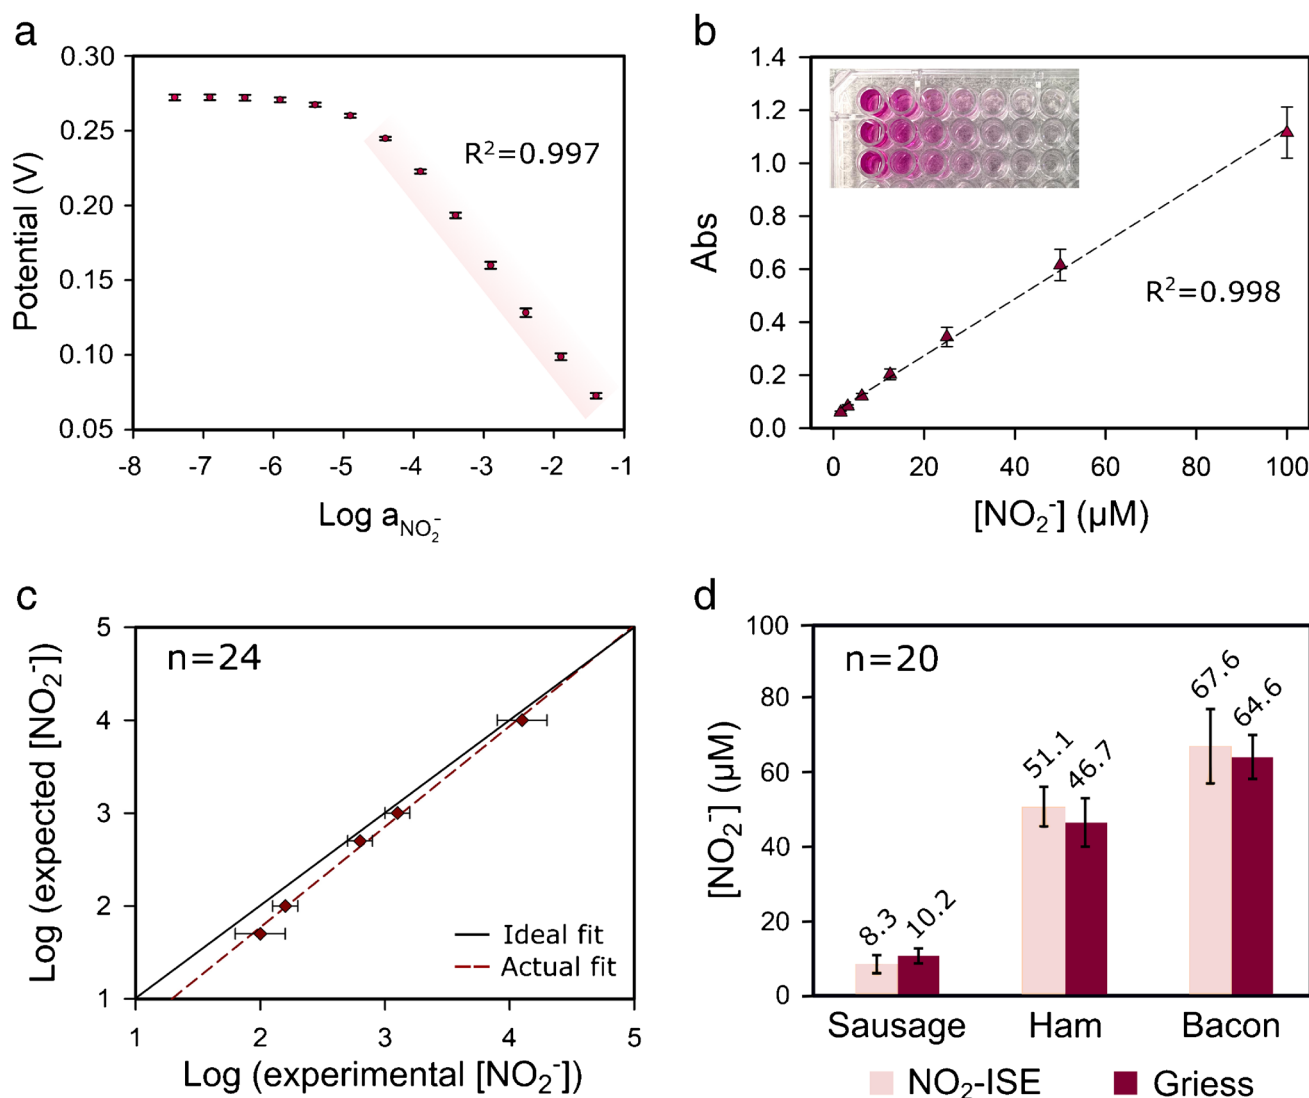 a
0.30
0.25
0.20
0.15
0.10
0.05
Potential (V)
R²=0.997
-8 -7 -6 -5 -4 -3 -2 -1
Log a_NO₂⁻
b
1.4
1.2
1.0
0.8
0.6
0.4
0.2
0.0
Abs
R²=0.998
0 20 40 60 80 100
[NO₂⁻] (µM)
c
5
4
3
2
1
Log (expected [NO₂⁻])
n=24
Ideal fit
Actual fit
1 2 3 4 5
Log (experimental [NO₂⁻])
d
100
80
60
40
20
0
[NO₂⁻] (µM)
n=20
8.3
10.2
51.1
46.7
67.6
64.6
Sausage Ham Bacon
NO₂-ISE Griess